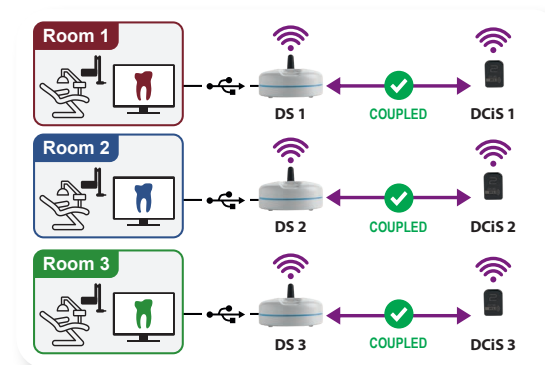 Room 1
DS 1
COUPLED
DCiS 1
Room 2
DS 2
COUPLED
DCiS 2
Room 3
DS 3
COUPLED
DCiS 3